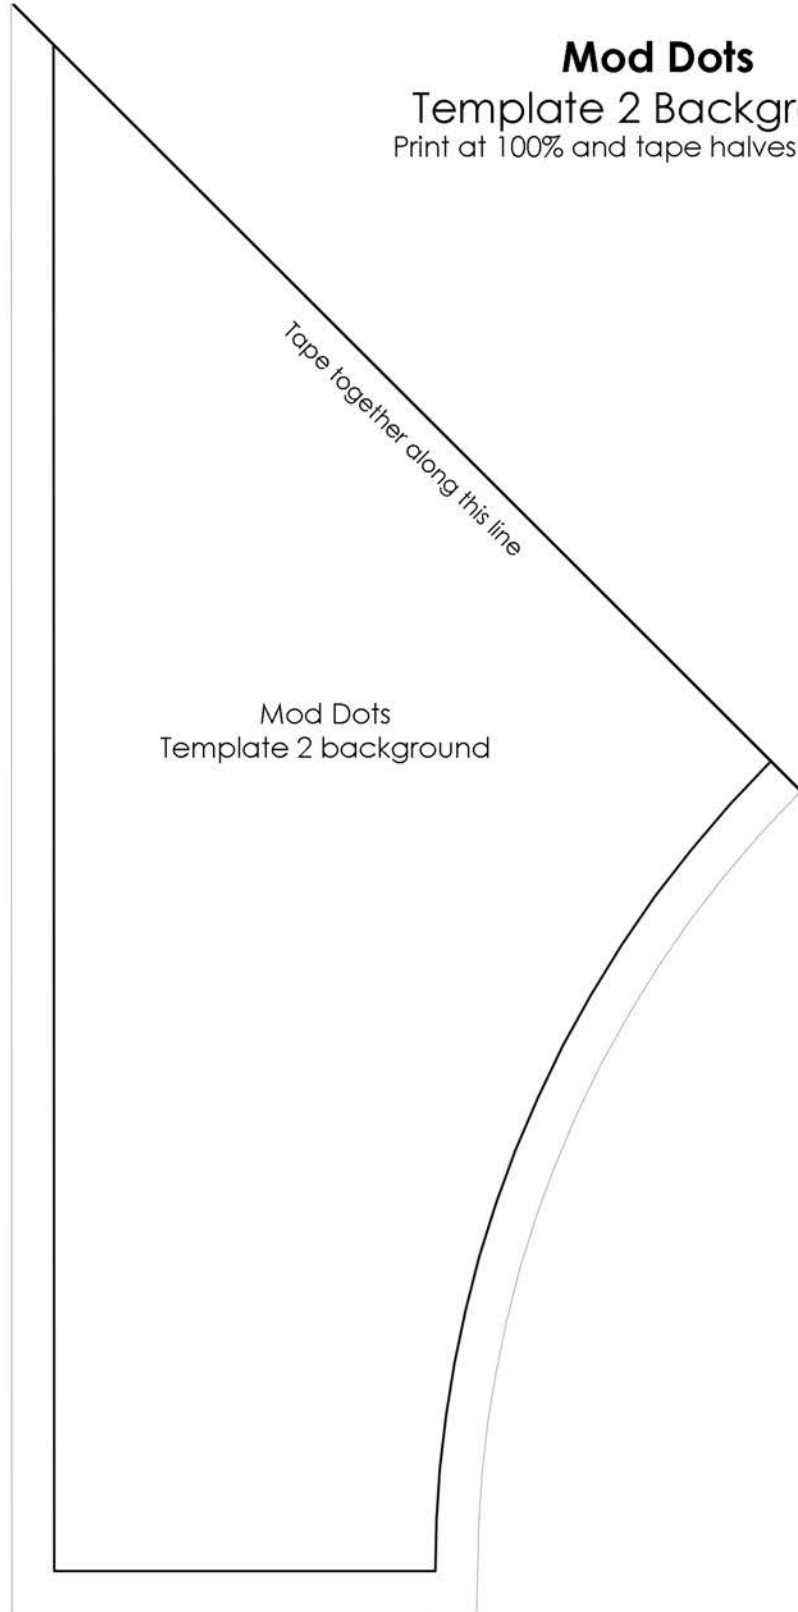 Mod Dots
Template 2 Backgr
Print at 100% and tape halves
Tape together along this line
Mod Dots
Template 2 background